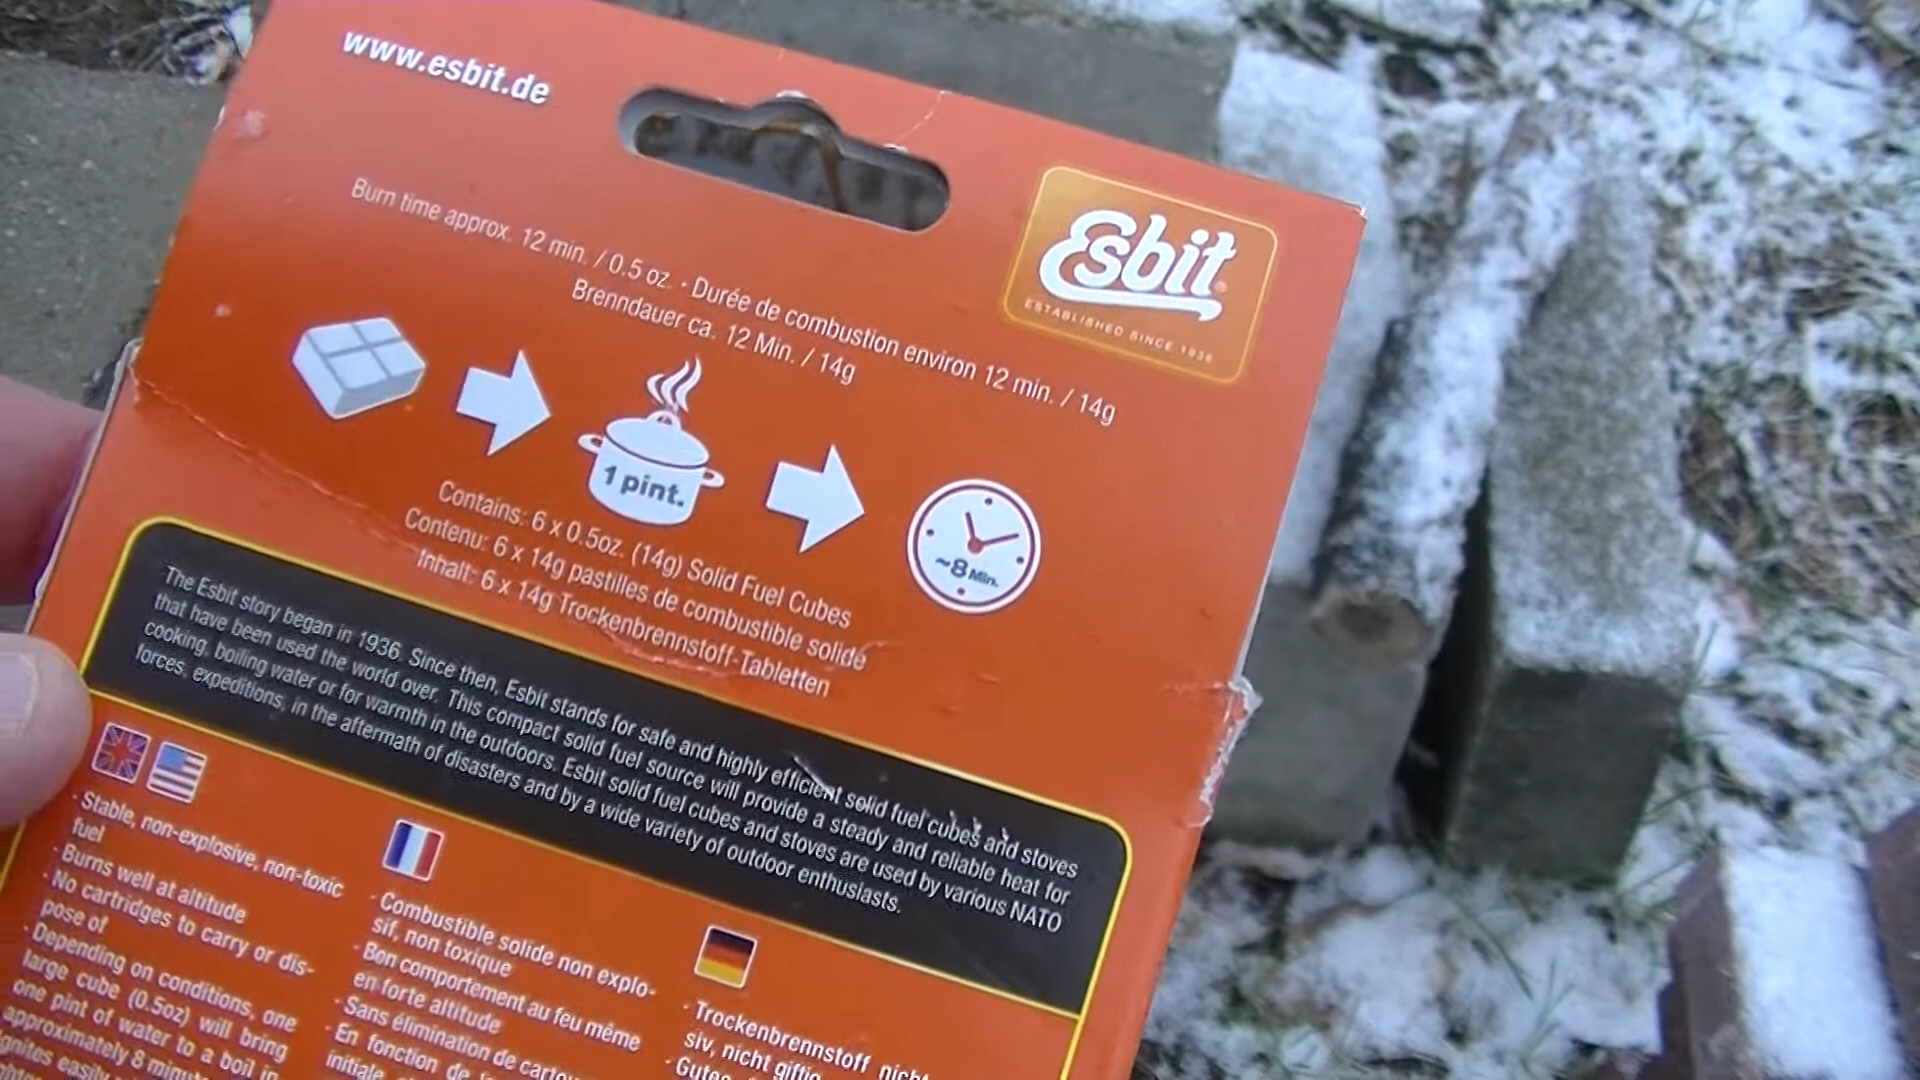 www.esbit.de
Esbit
ESTABLISHED SINCE 1936
Burn time approx. 12 min. / 0.5 oz. · Durée de combustion environ 12 min. / 14g
Brenndauer ca. 12 Min. / 14g
1 pint.
~8 Min.
Contains: 6 x 0.5oz. (14g) Solid Fuel Cubes
Contenu: 6 x 14g pastilles de combustible solide
Inhalt: 6 x 14g Trockenbrennstoff-Tabletten
The Esbit story began in 1936. Since then, Esbit stands for safe and highly efficient solid fuel cubes and stoves
that have been used the world over. This compact solid fuel source will provide a steady and reliable heat for
cooking, boiling water or for warmth in the outdoors. Esbit solid fuel cubes and stoves are used by various NATO
forces, expeditions, in the aftermath of disasters and by a wide variety of outdoor enthusiasts.
- Stable, non-explosive, non-toxic
fuel
- Burns well at altitude
- No cartridges to carry or dis-
pose of
- Depending on conditions, one
large cube (0.5oz) will bring
one pint of water to a boil in
approximately 8 minut
ignites easily
- Combustible solide non explo-
sif, non toxique
- Bon comportement au feu même
en forte altitude
- Sans élimination de cartou
- En fonction de
initiale
- Trockenbrennstoff nicht
siv, nicht giftig
- Gutes